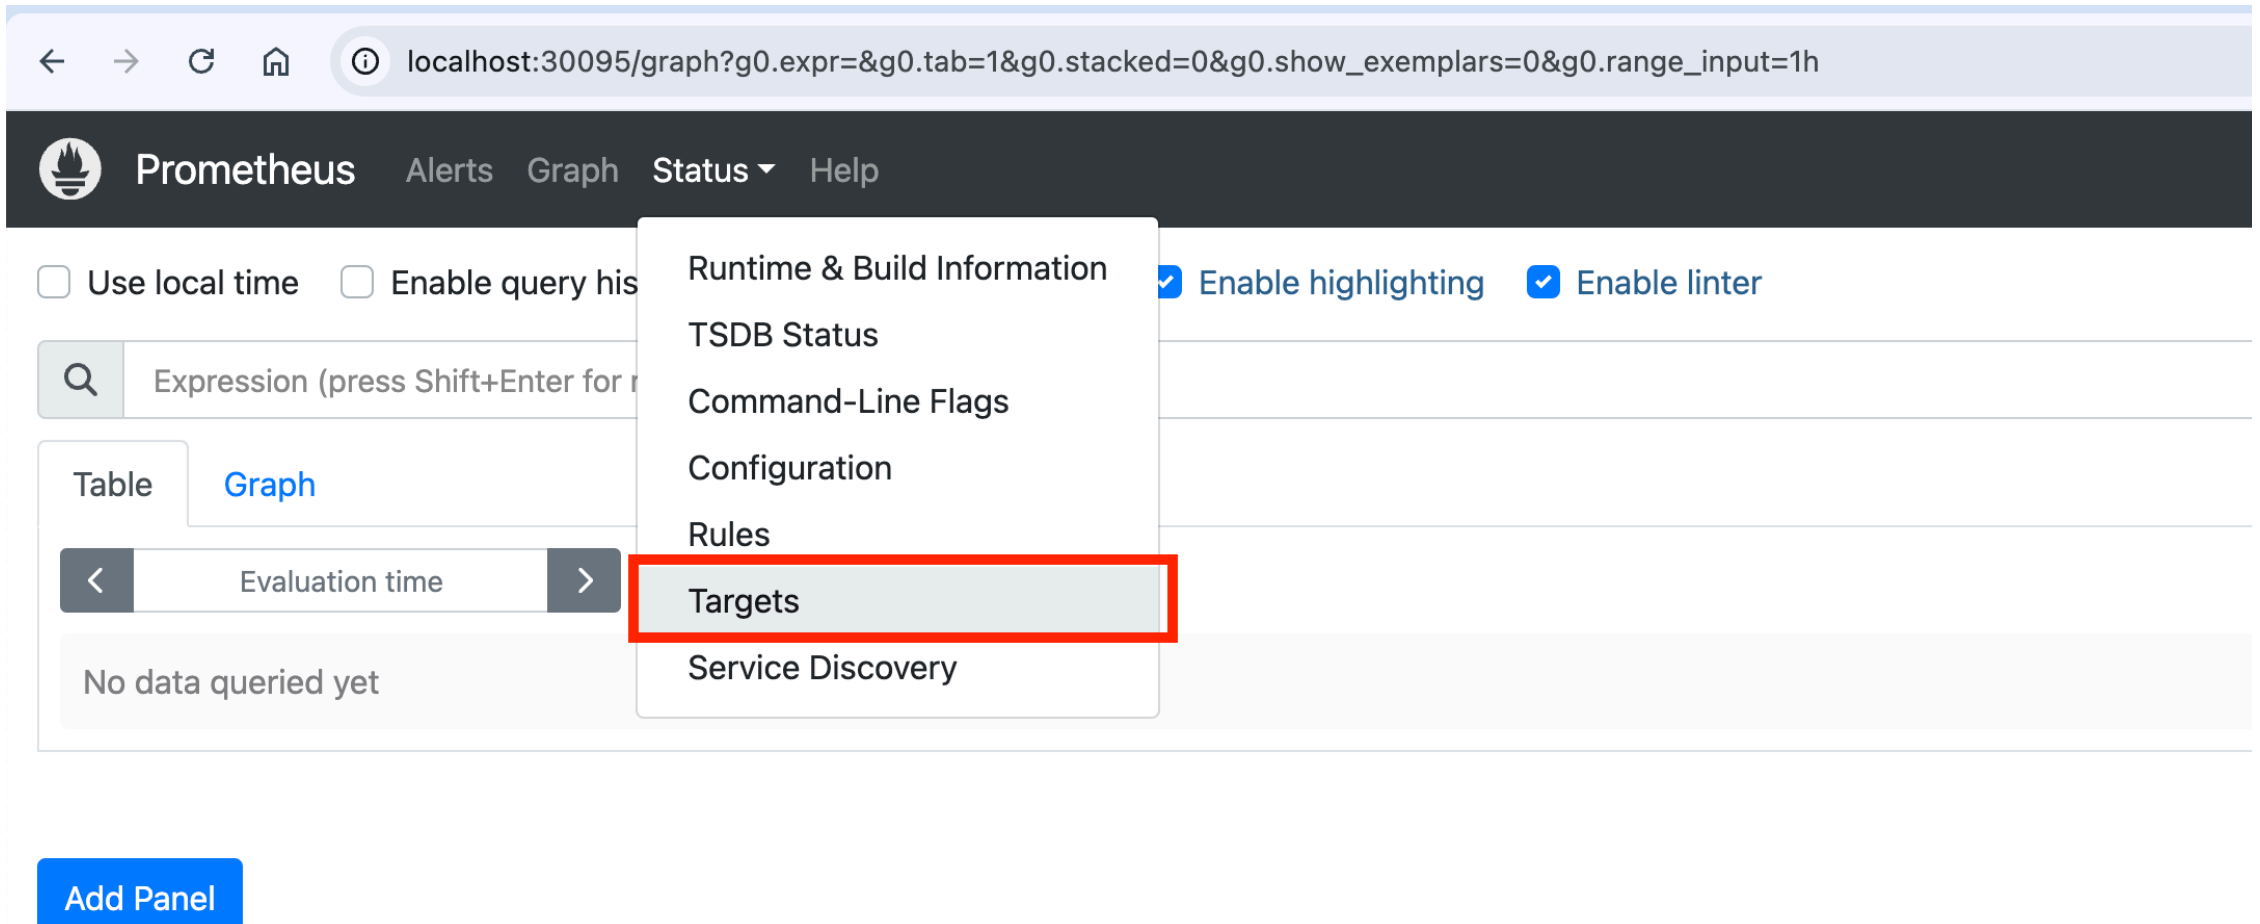 localhost:30095/graph?g0.expr=&g0.tab=1&g0.stacked=0&g0.show_exemplars=0&g0.range_input=1h
Prometheus Alerts Graph Status Help
Use local time Enable query his Enable highlighting Enable linter
Expression (press Shift+Enter for
Runtime & Build Information
TSDB Status
Command-Line Flags
Configuration
Rules
Targets
Service Discovery
Table Graph
Evaluation time
No data queried yet
Add Panel